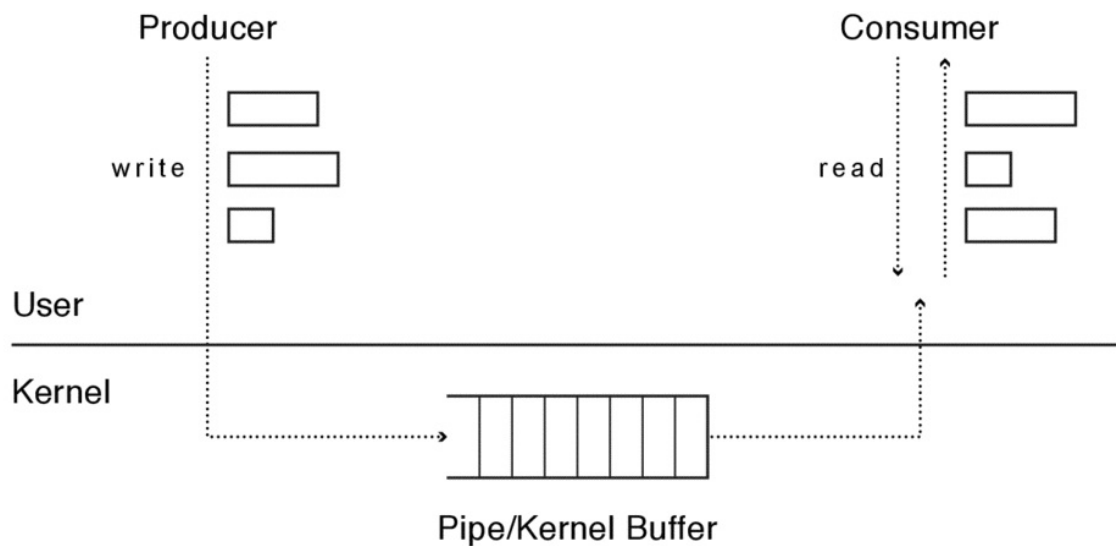 Producer
Consumer
write
read
User
Kernel
Pipe/Kernel Buffer